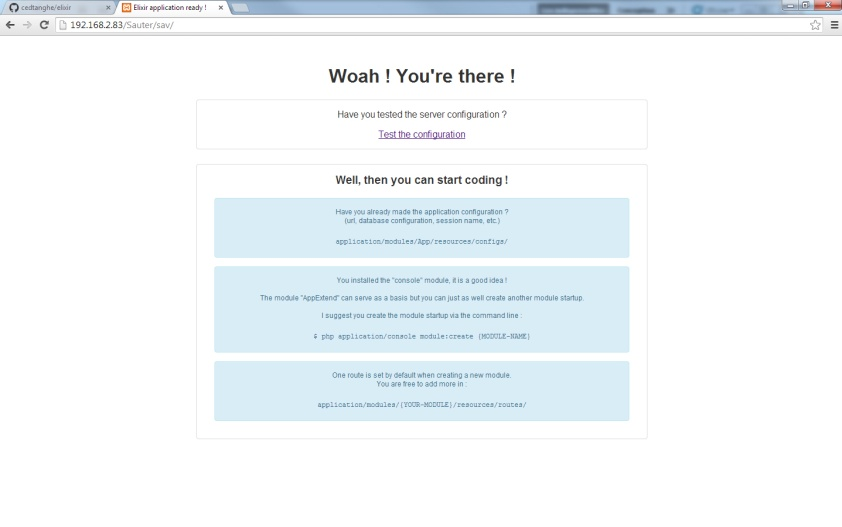 cedtanghe/elixir
Elixir application ready !
192.168.2.83/Sauter/sav/
Woah ! You're there !
Have you tested the server configuration ?
Test the configuration
Well, then you can start coding !
Have you already made the application configuration ?
(url, database configuration, session name, etc.)
application/modules/App/resources/configs/
You installed the "console" module, it is a good idea !
The module "AppExtend" can serve as a basis but you can just as well create another module startup.
I suggest you create the module startup via the command line :
$ php application/console module:create {MODULE-NAME}
One route is set by default when creating a new module.
You are free to add more in :
application/modules/{YOUR-MODULE}/resources/routes/